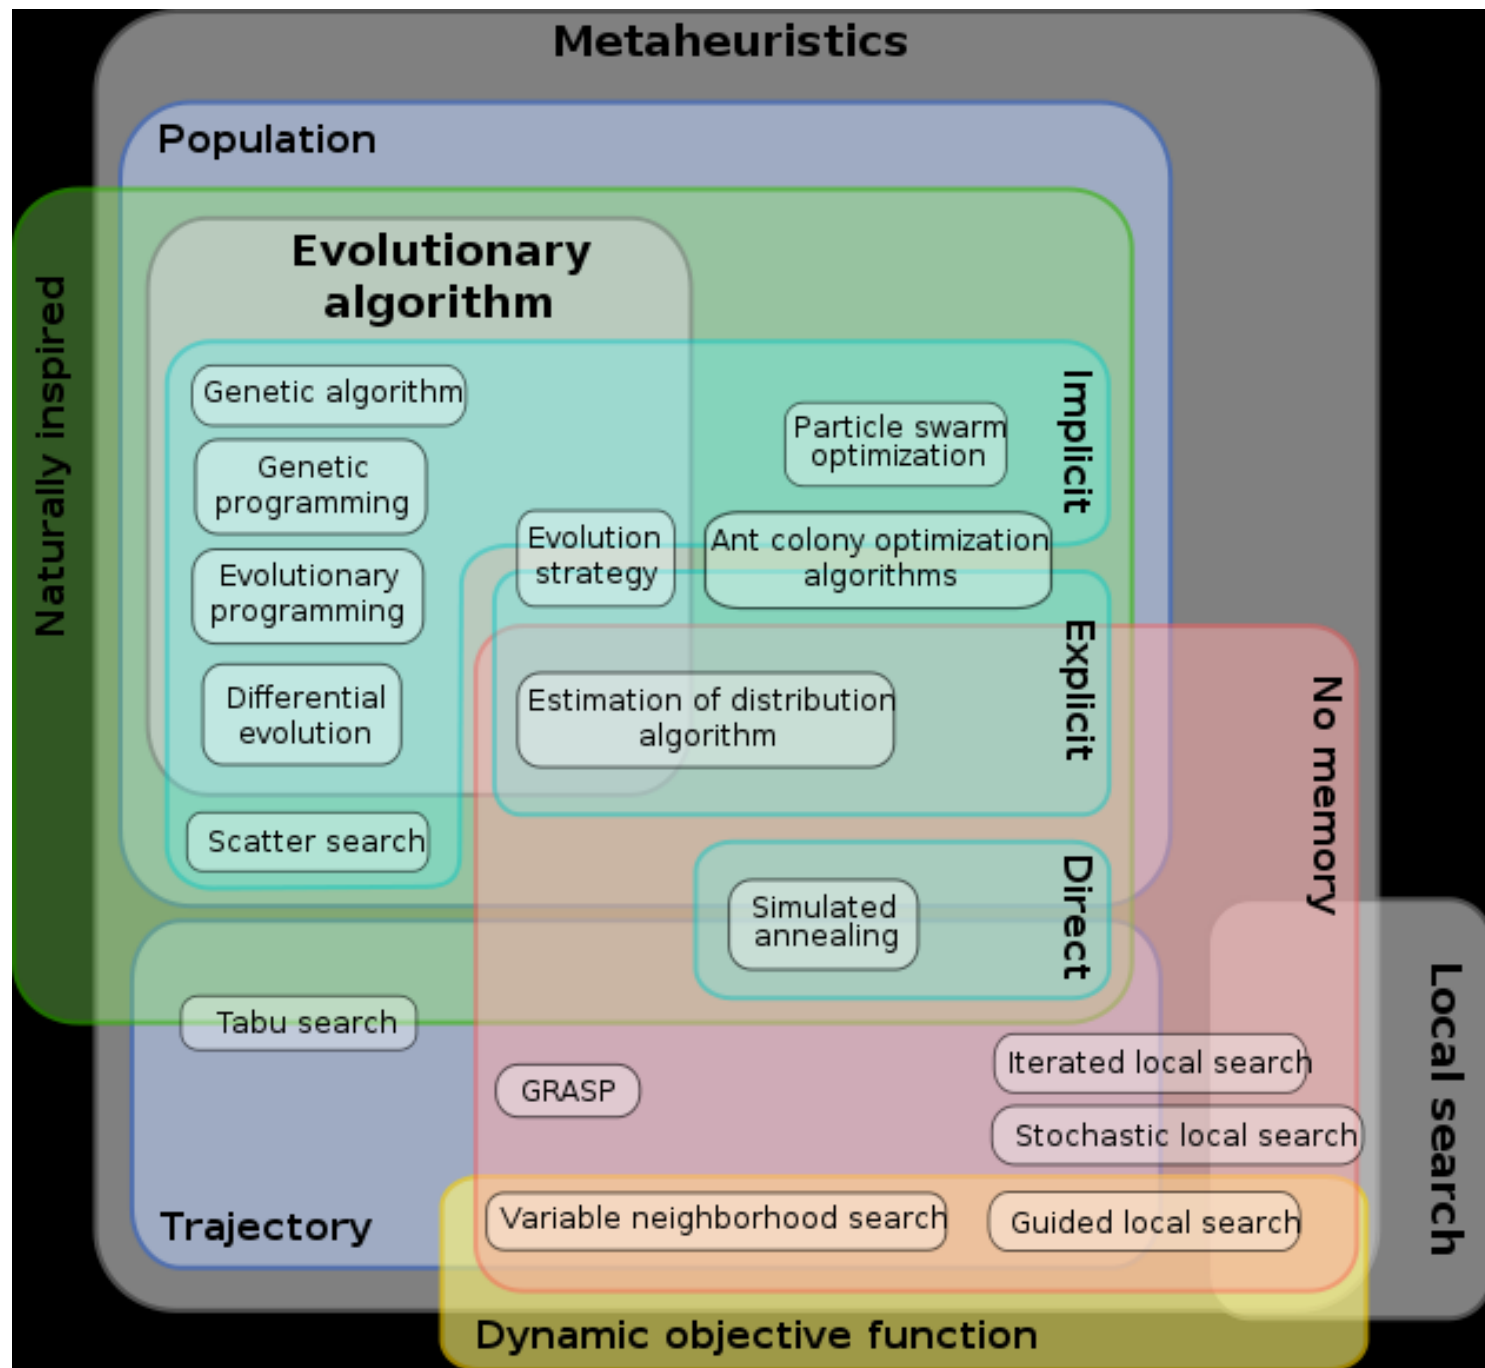 Metaheuristics
Population
Naturally inspired
Evolutionary
algorithm
Implicit
Genetic algorithm
Particle swarm
optimization
Genetic
programming
Evolution
strategy
Ant colony optimization
algorithms
Evolutionary
programming
Explicit
No memory
Differential
evolution
Estimation of distribution
algorithm
Scatter search
Direct
Simulated
annealing
Local search
Tabu search
Iterated local search
GRASP
Stochastic local search
Trajectory
Variable neighborhood search
Guided local search
Dynamic objective function